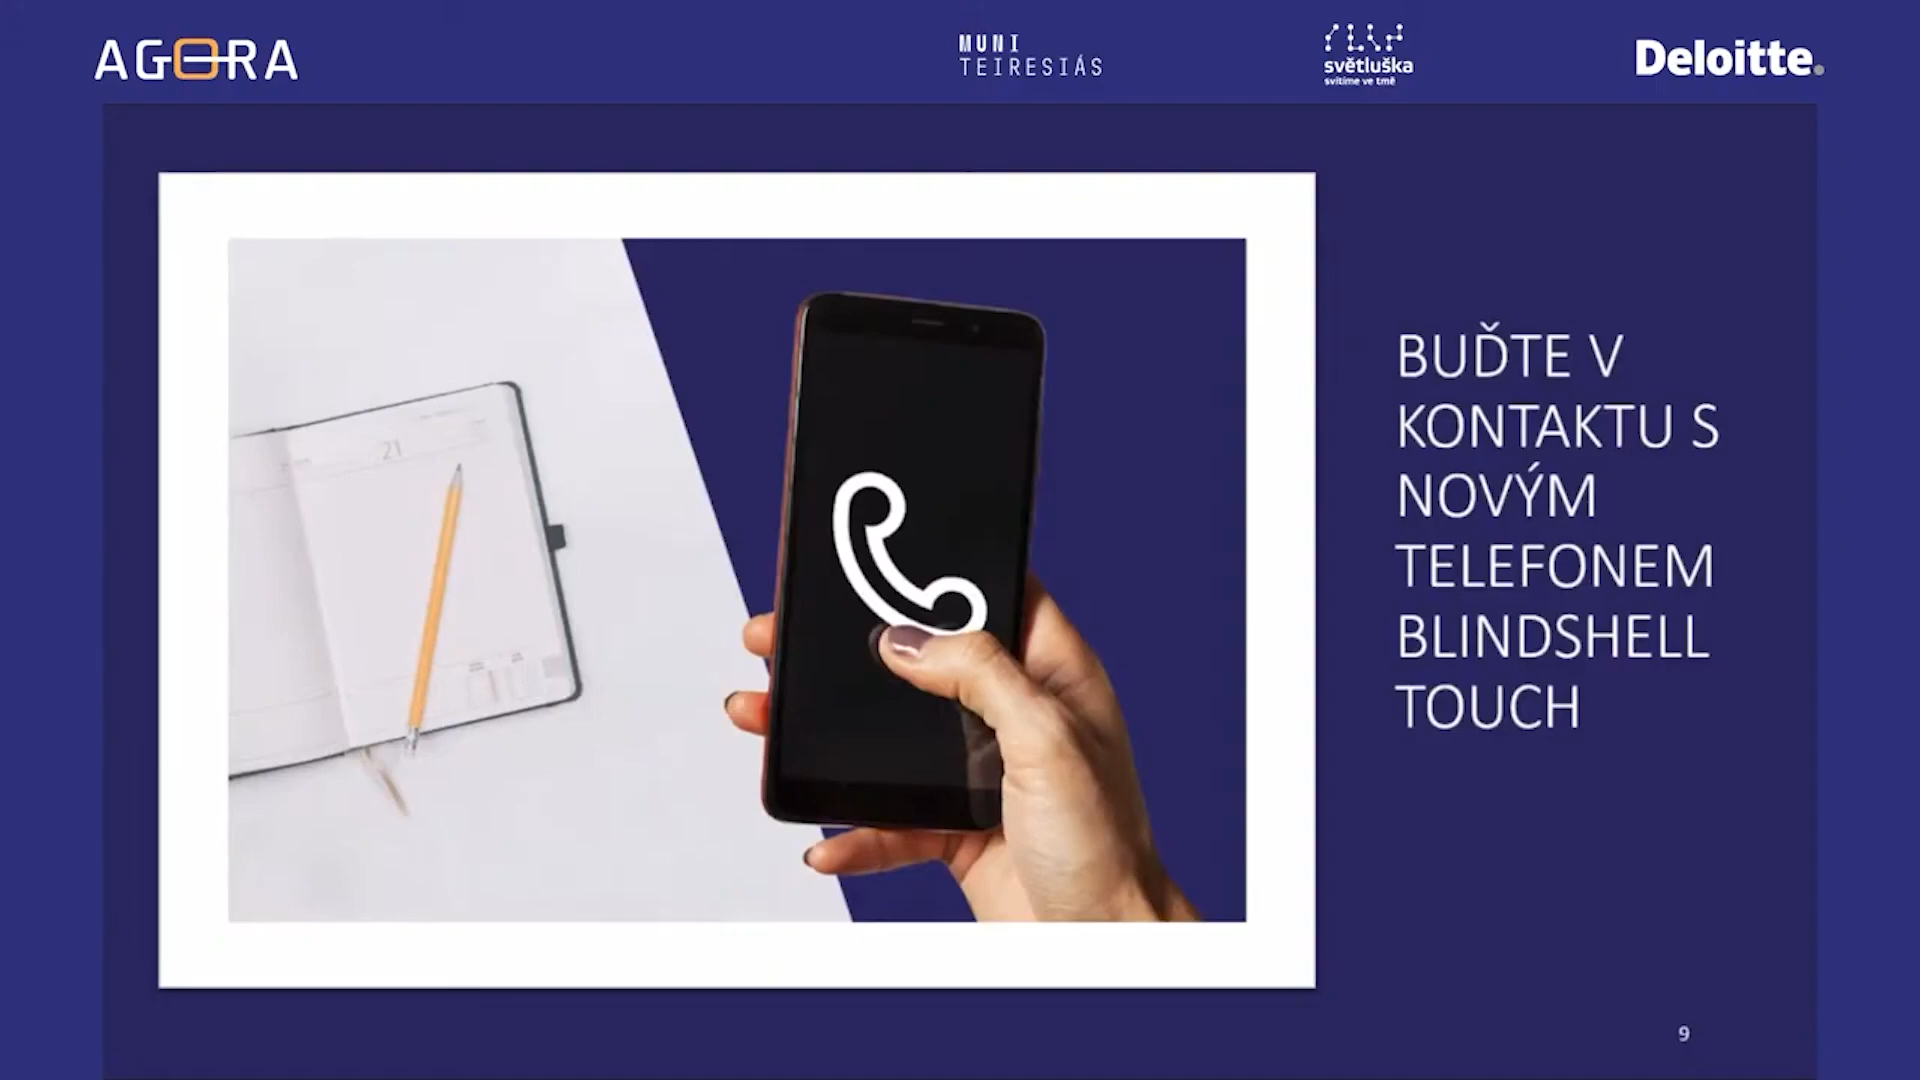 AGORA
MUNI
TEIRESIÁS
světluška
svítíme ve tmě
Deloitte.
21
BUĎTE V
KONTAKTU S
NOVÝM
TELEFONEM
BLINDSHELL
TOUCH
9